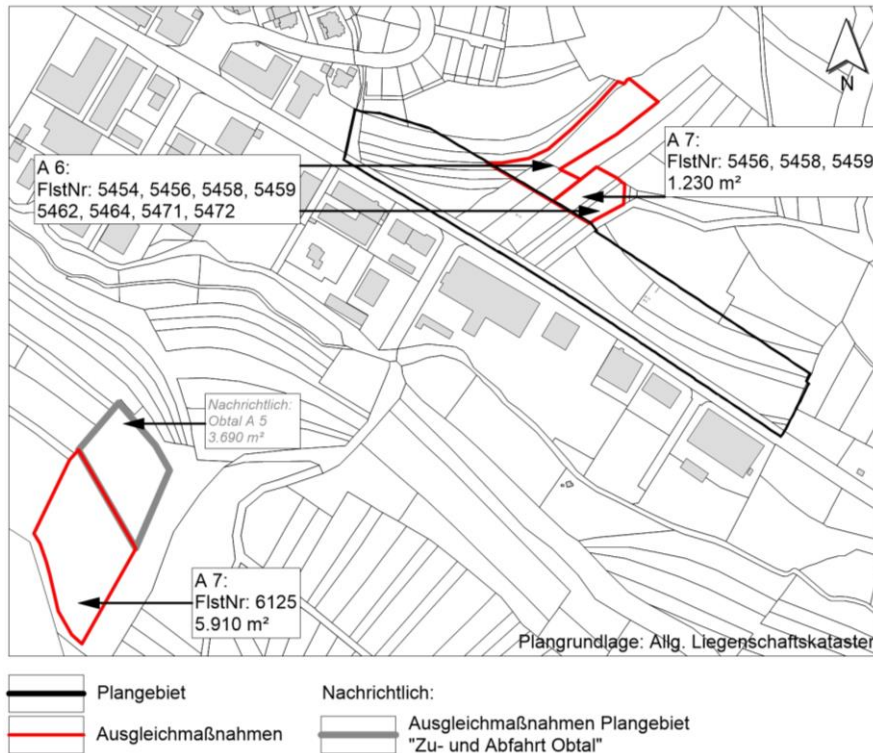 N
A 6:
FlstNr: 5454, 5456, 5458, 5459
5462, 5464, 5471, 5472
A 7:
FlstNr: 5456, 5458, 5459
1.230 m²
Nachrichtlich:
Obtal A 5
3.690 m²
A 7:
FlstNr: 6125
5.910 m²
Plangrundlage: Allg. Liegenschaftskataster
Plangebiet
Ausgleichmaßnahmen
Nachrichtlich:
Ausgleichmaßnahmen Plangebiet
"Zu- und Abfahrt Obtal"